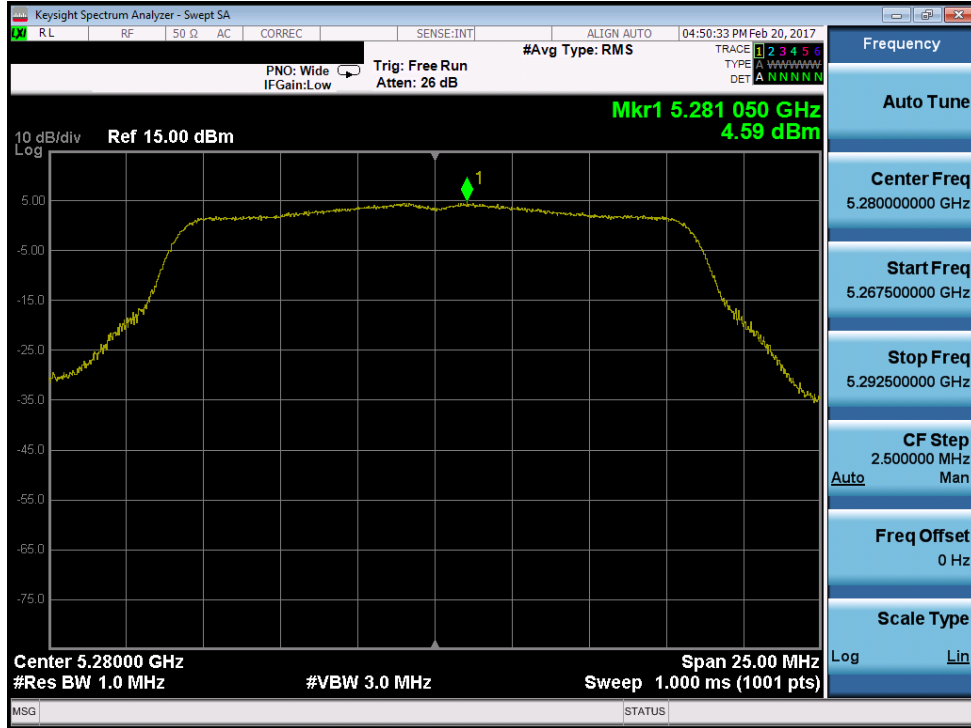 Keysight Spectrum Analyzer - Swept SA
LXI RL RF 50 Ω AC CORREC SENSE:INT ALIGN AUTO 04:50:33 PM Feb 20, 2017
PNO: Wide
IFGain:Low
Trig: Free Run
Atten: 26 dB
#Avg Type: RMS
TRACE 1 2 3 4 5 6
TYPE A WWWWW
DET A N N N N N
Mkr1 5.281 050 GHz
4.59 dBm
10 dB/div Ref 15.00 dBm
Log
1
5.00
-5.00
-15.0
-25.0
-35.0
-45.0
-55.0
-65.0
-75.0
Center 5.28000 GHz Span 25.00 MHz
#Res BW 1.0 MHz #VBW 3.0 MHz Sweep 1.000 ms (1001 pts)
MSG STATUS
Frequency
Auto Tune
Center Freq
5.280000000 GHz
Start Freq
5.267500000 GHz
Stop Freq
5.292500000 GHz
CF Step
2.500000 MHz
Auto Man
Freq Offset
0 Hz
Scale Type
Log Lin